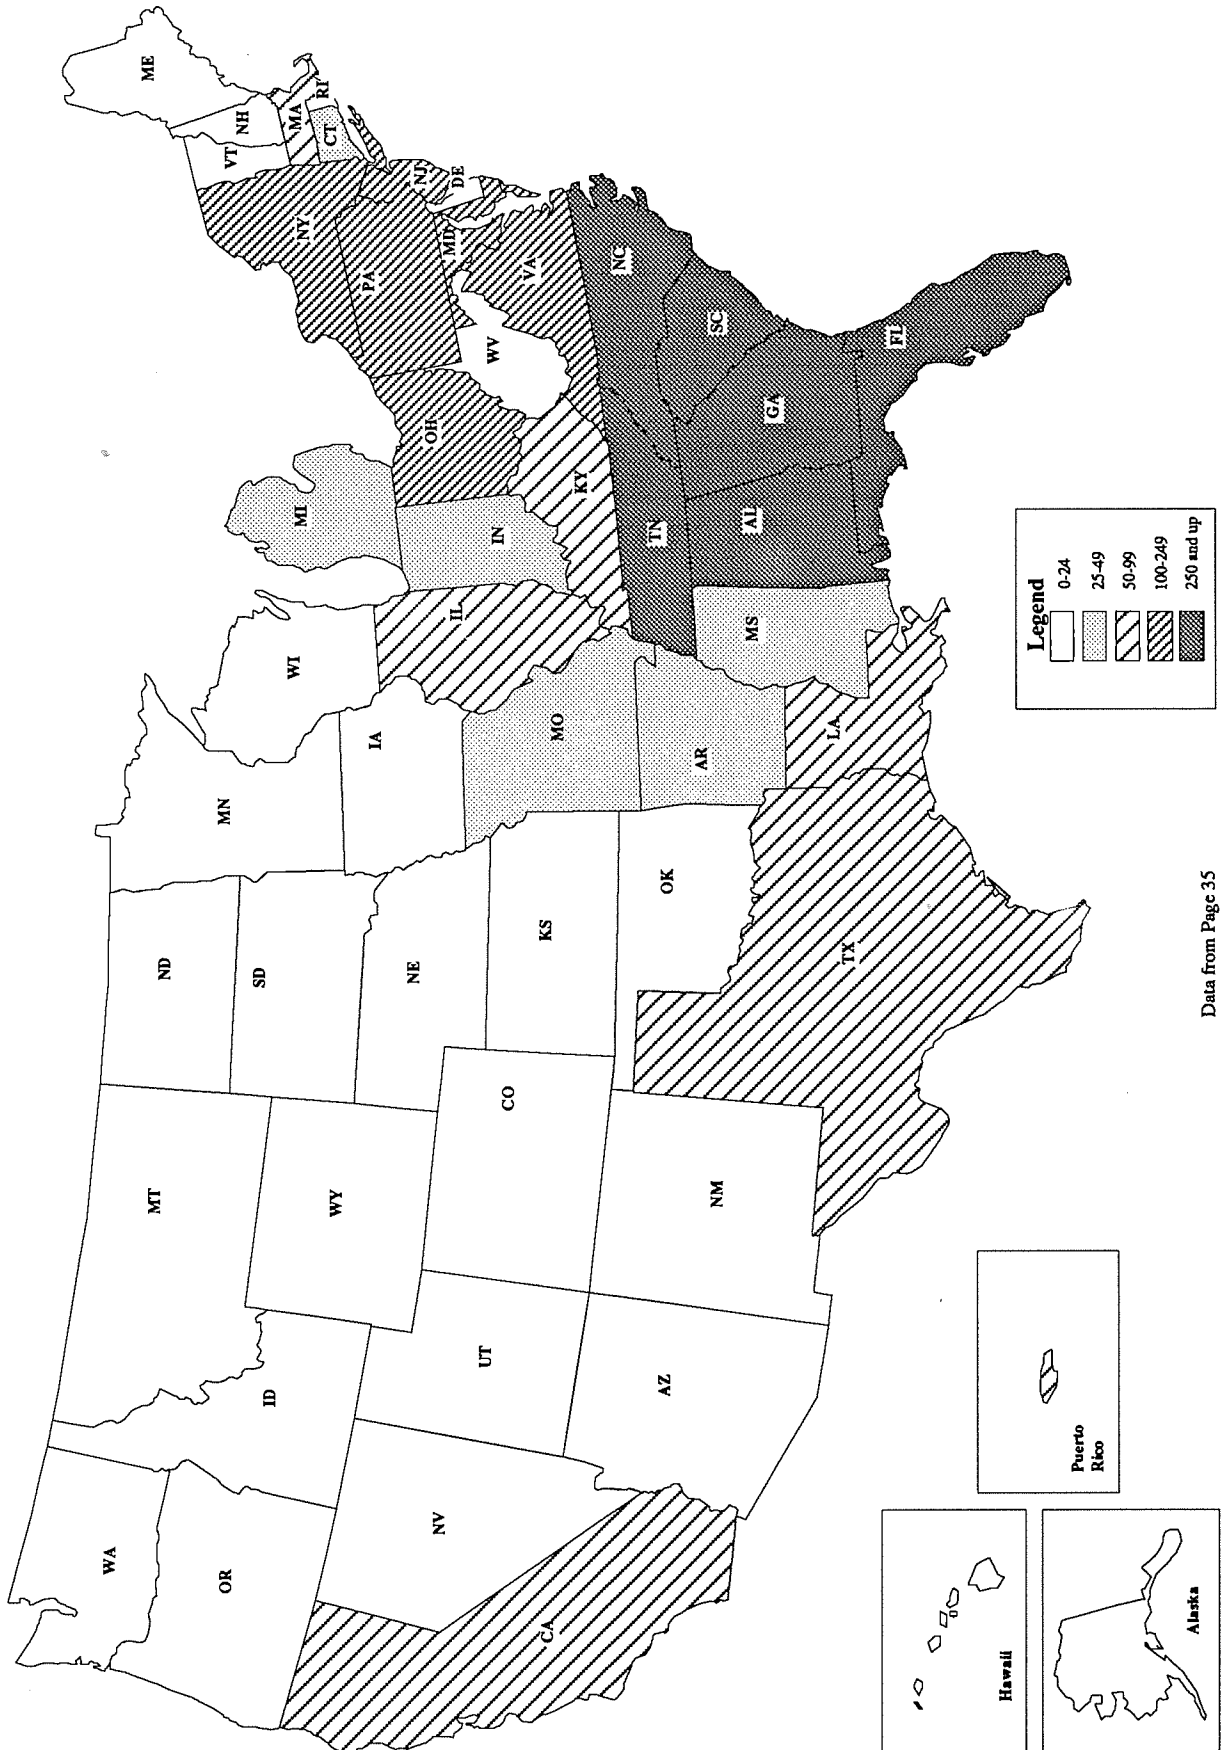 WA
OR
CA
NV
ID
MT
WY
UT
AZ
CO
NM
ND
SD
NE
KS
OK
TX
MN
IA
MO
AR
LA
WI
IL
MI
IN
OH
KY
TN
MS
AL
GA
FL
SC
NC
VA
WV
MD
DE
PA
NJ
NY
CT
RI
MA
VT
NH
ME
Hawaii
Alaska
Puerto
Rico
Legend
0-24
25-49
50-99
100-249
250 and up
Data from Page 35